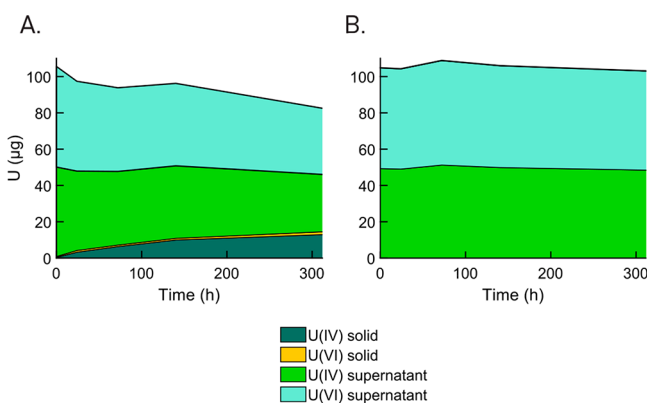 A.
B.
U (µg)
100
80
60
40
20
0
0 100 200 300
Time (h)
100
80
60
40
20
0
0 100 200 300
Time (h)
U(IV) solid
U(VI) solid
U(IV) supernatant
U(VI) supernatant